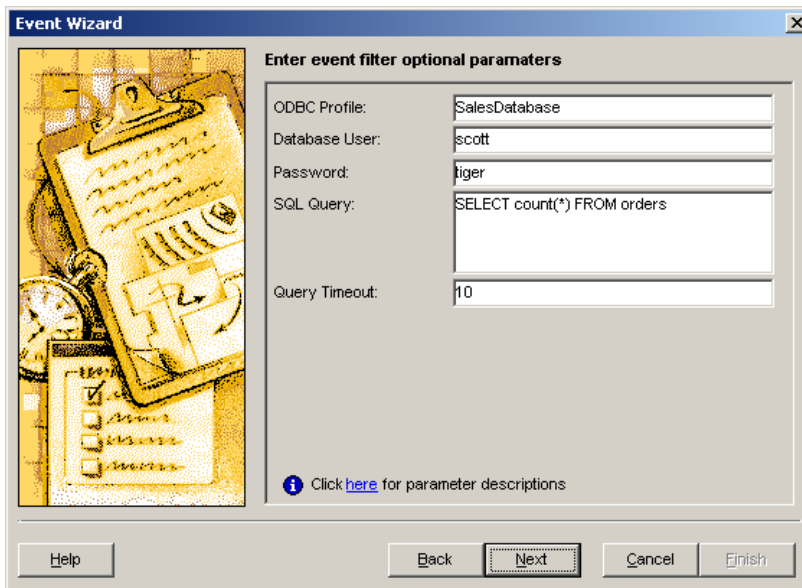 Event Wizard
Enter event filter optional paramaters
ODBC Profile: SalesDatabase
Database User: scott
Password: tiger
SQL Query: SELECT count(*) FROM orders
Query Timeout: 10
Click here for parameter descriptions
Help Back Next Cancel Finish